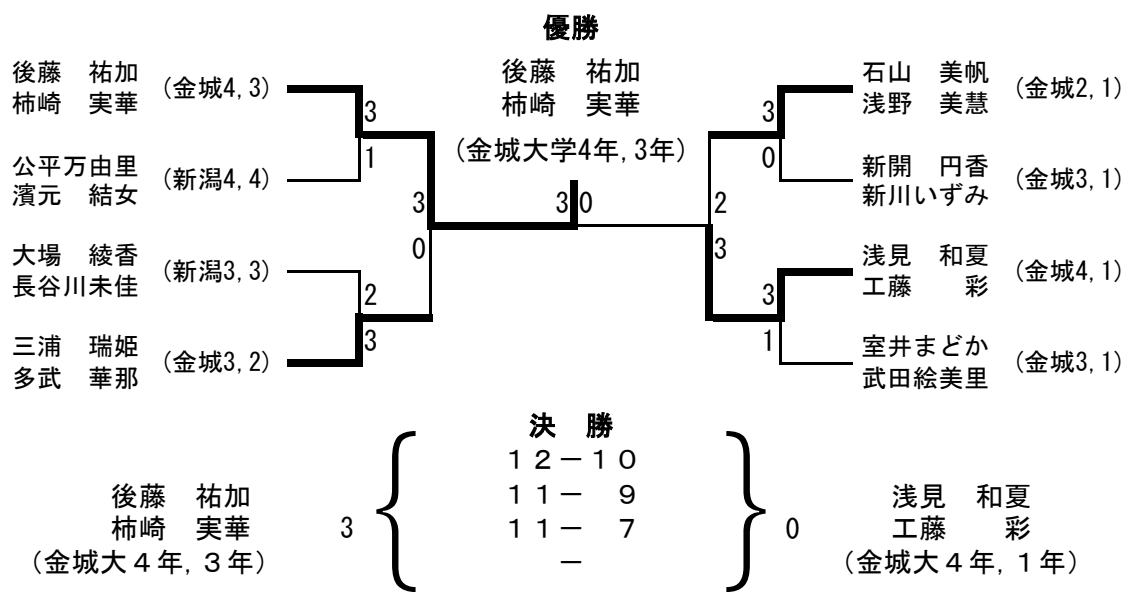 優勝
後藤　祐加
柿崎　実華
(金城大学4年,3年)
後藤　祐加
柿崎　実華
(金城4,3)
公平万由里
濱元　結女
(新潟4,4)
大場　綾香
長谷川未佳
(新潟3,3)
三浦　瑞姫
多武　華那
(金城3,2)
3
1
2
3
3
0
3
0
2
3
3
0
3
1
石山　美帆
浅野　美慧
(金城2,1)
新開　円香
新川いずみ
(金城3,1)
浅見　和夏
工藤　　彩
(金城4,1)
室井まどか
武田絵美里
(金城3,1)
決　勝
１２－１０
１１－　９
１１－　７
－
後藤　祐加
柿崎　実華
(金城大４年,３年)
3
0
浅見　和夏
工藤　　彩
(金城大４年,１年)